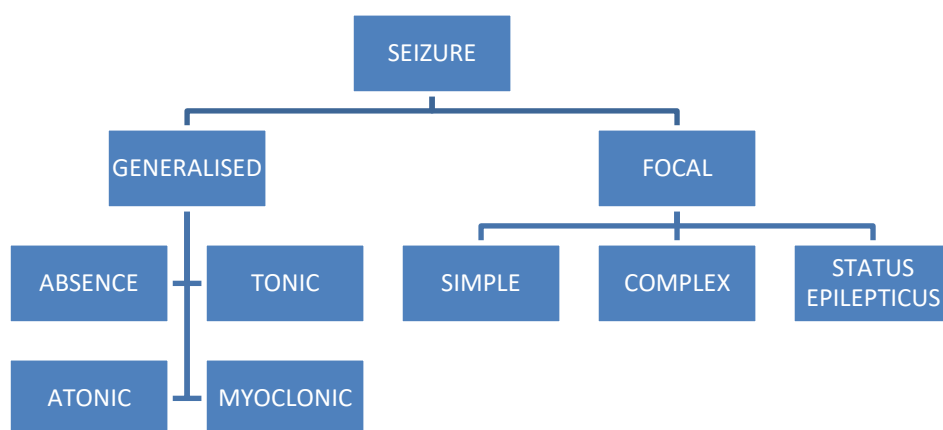 SEIZURE
GENERALISED
FOCAL
ABSENCE
TONIC
SIMPLE
COMPLEX
STATUS
EPILEPTICUS
ATONIC
MYOCLONIC